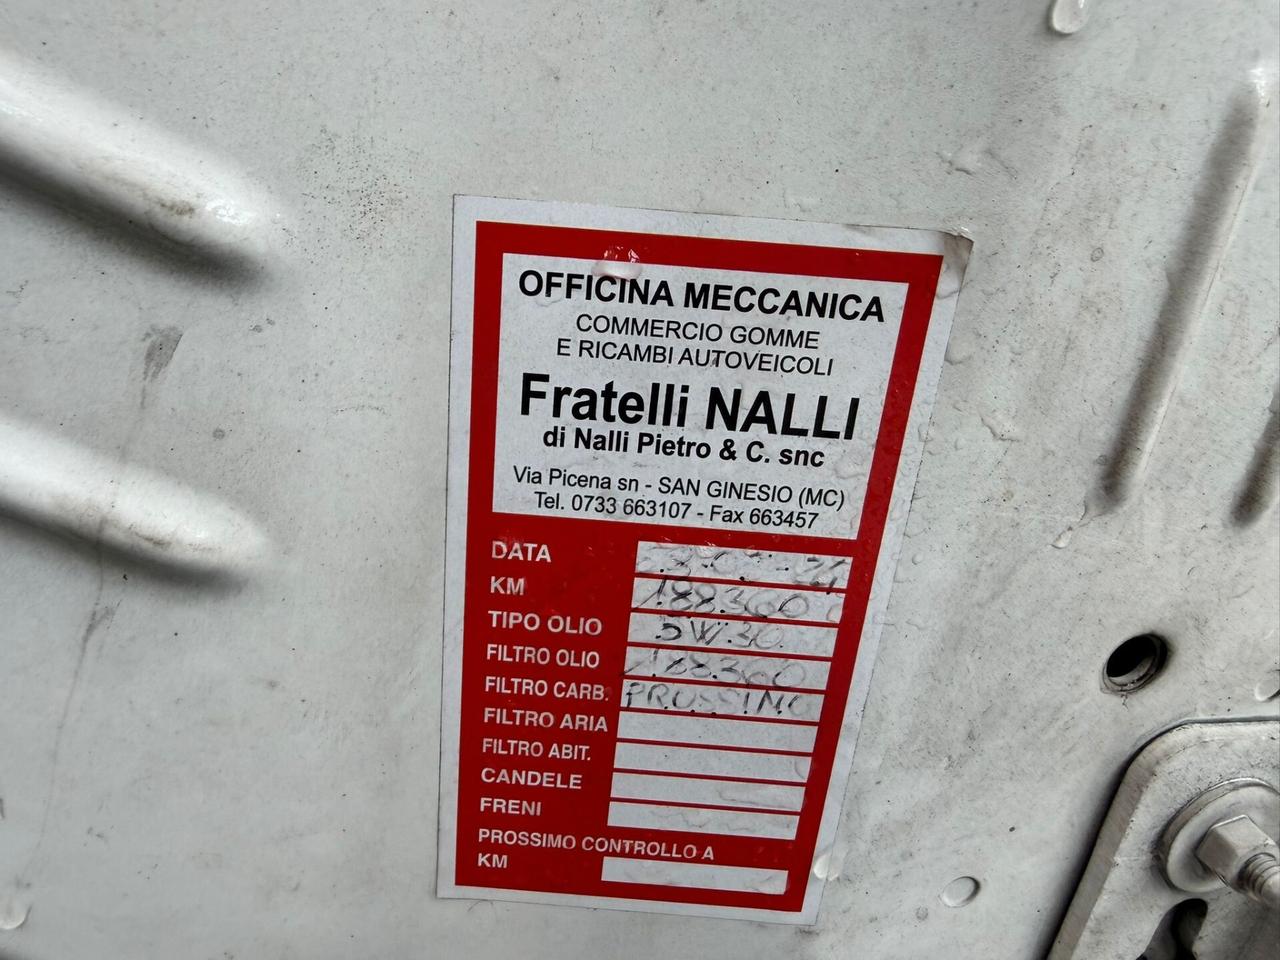 OFFICINA MECCANICA
COMMERCIO GOMME
E RICAMBI AUTOVEICOLI
Fratelli NALLI
di Nalli Pietro & C. snc
Via Picena sn - SAN GINESIO (MC)
Tel. 0733 663107 - Fax 663457
DATA
KM 188.360
TIPO OLIO 5W.30
FILTRO OLIO 188.360
FILTRO CARB. PROSSIMO
FILTRO ARIA
FILTRO ABIT.
CANDELE
FRENI
PROSSIMO CONTROLLO A
KM